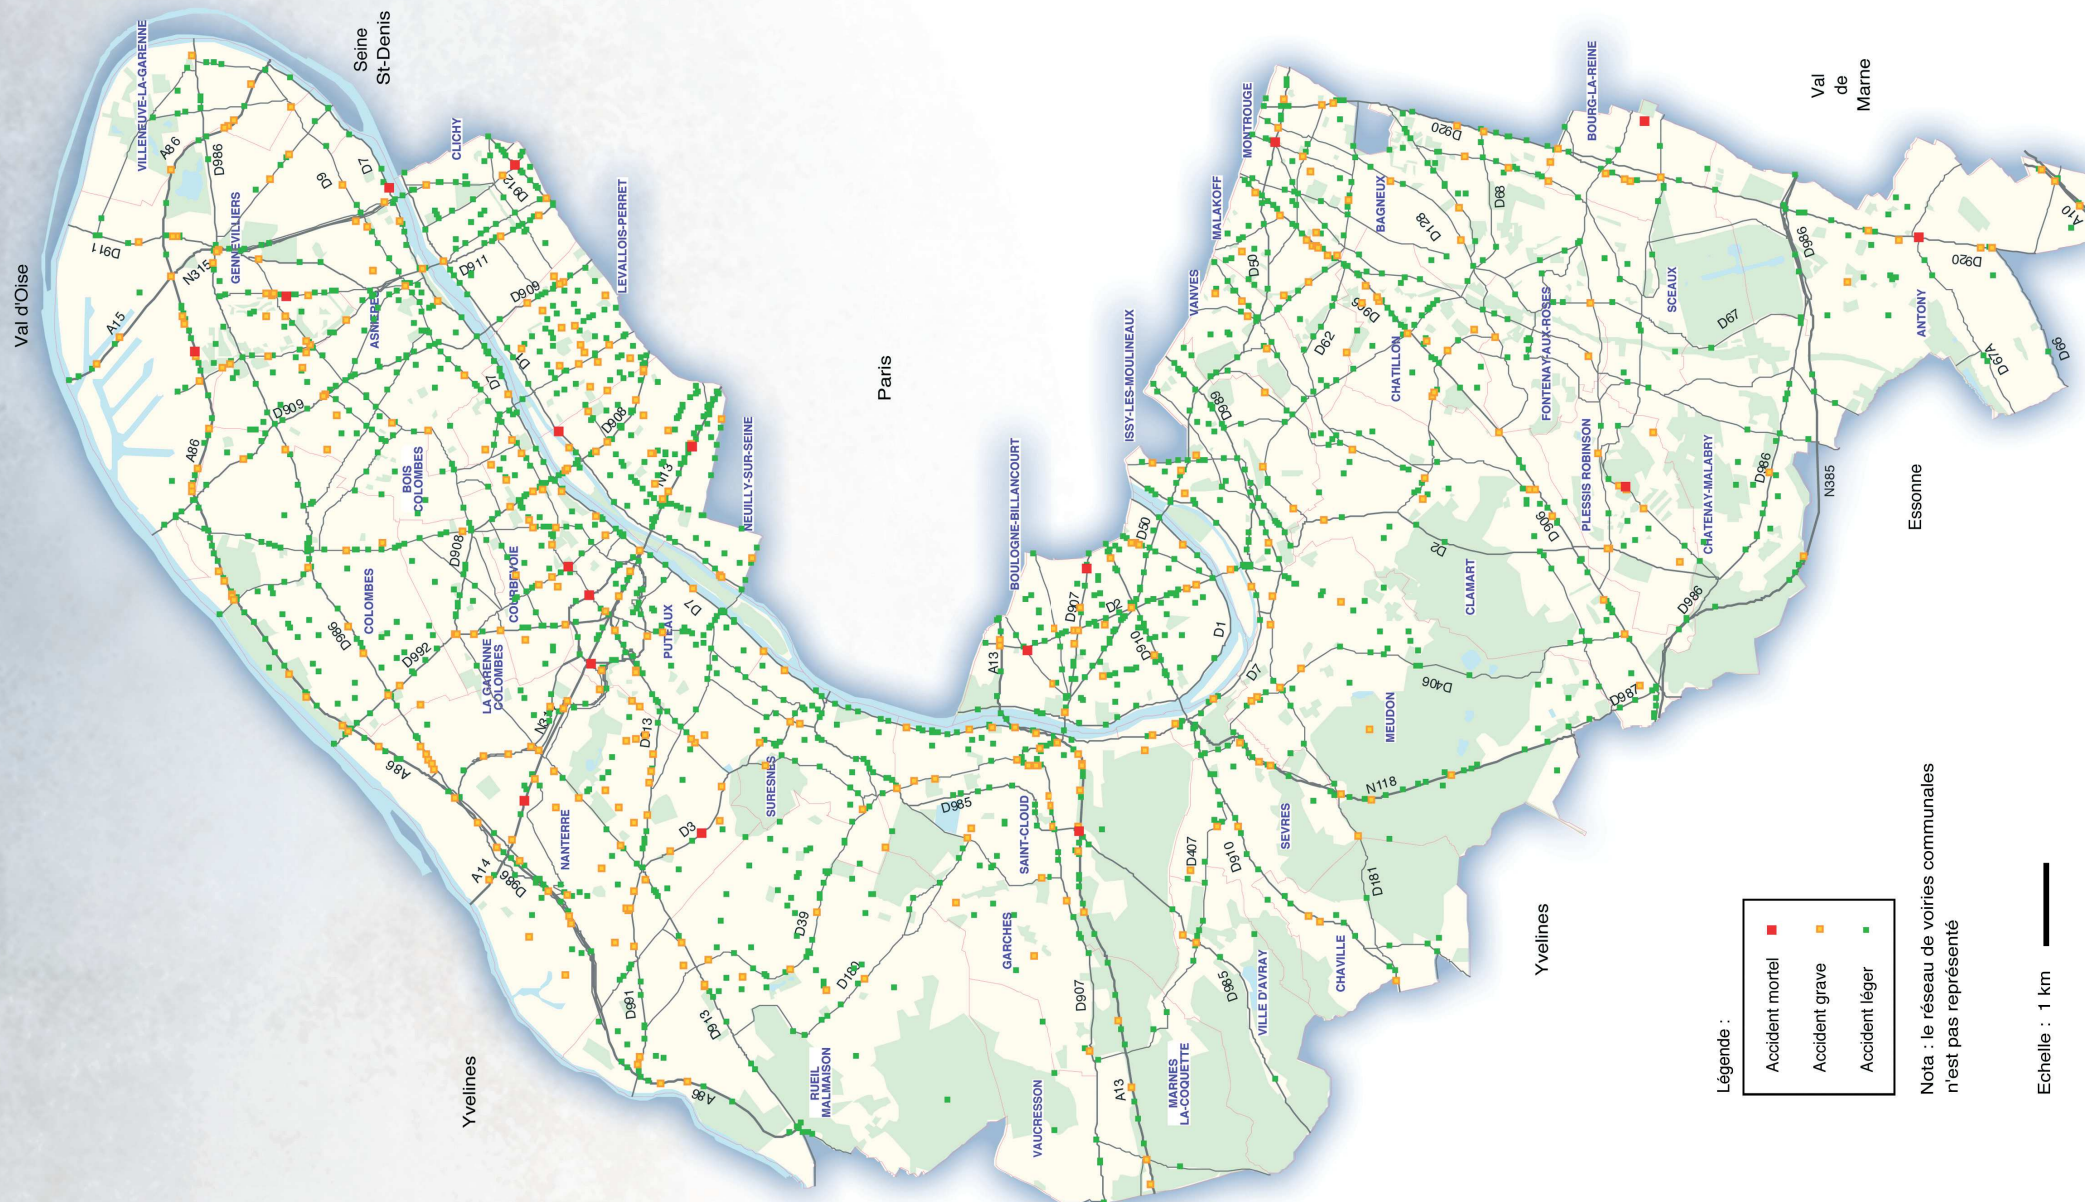 Val d'Oise
Seine
St-Denis
Paris
Val
de
Marne
Essonne
Yvelines
Yvelines
VILLENEUVE-LA-GARENNE
CLICHY
GENNEVILLIERS
LEVALLOIS-PERRET
ASNIERES
BOIS
COLOMBES
NEUILLY-SUR-SEINE
COLOMBES
COURBEVOIE
LA GARENNE
COLOMBES
PUTEAUX
NANTERRE
SURESNES
RUEIL
MALMAISON
SAINT-CLOUD
GARCHES
VAUCRESSON
MARNES
LA-COQUETTE
VILLE D'AVRAY
CHAVILLE
SEVRES
MEUDON
BOULOGNE-BILLANCOURT
ISSY-LES-MOULINEAUX
VANVES
MALAKOFF
MONTROUGE
BAGNEUX
CHATILLON
CLAMART
FONTENAY-AUX-ROSES
PLESSIS ROBINSON
CHATENAY-MALABRY
SCEAUX
BOURG-LA-REINE
ANTONY
A86
D986
D9
D7
D912
D911
N315
D911
D909
A15
D1
D7
D909
D908
A86
N13
D908
D986
D992
D7
N31
D913
A86
D3
A14
D986
D39
D991
D180
D913
A86
D985
D907
A13
D407
D910
D985
D181
N118
A13
D907
D2
D910
D50
D1
D7
D406
D987
D2
D906
D986
D986
N385
D989
D62
D906
D50
D128
D68
D920
D67
D986
D920
D67A
D96
A10
Légende :
Accident mortel
Accident grave
Accident léger
Nota : le réseau de voiries communales
n'est pas représenté
Echelle : 1 km